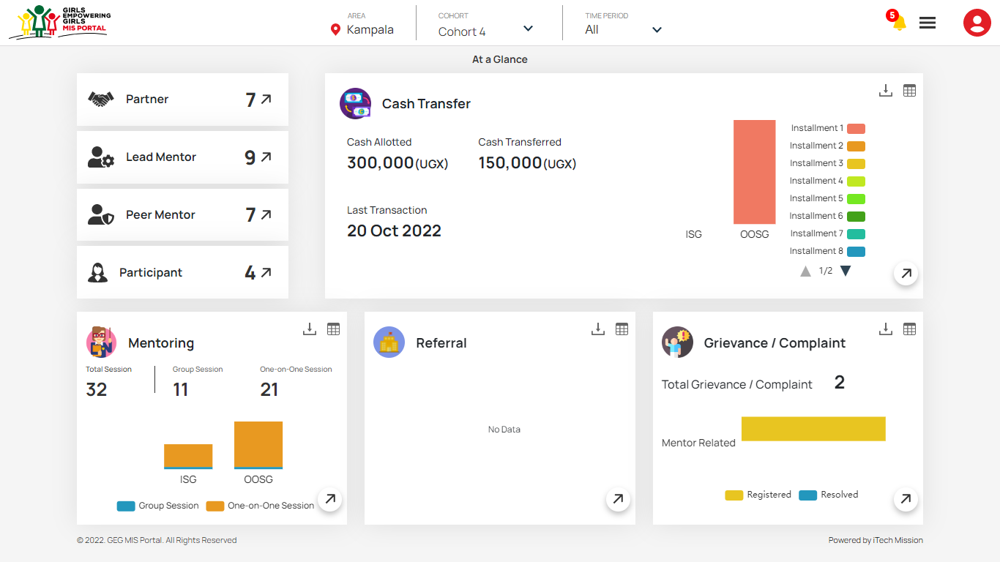 GIRLS
EMPOWERING
GIRLS
MIS PORTAL
AREA
Kampala
COHORT
Cohort 4
TIME PERIOD
All
5
At a Glance
Partner 7
Lead Mentor 9
Peer Mentor 7
Participant 4
Cash Transfer
Cash Allotted
300,000(UGX)
Cash Transferred
150,000(UGX)
Last Transaction
20 Oct 2022
ISG OOSG
Installment 1
Installment 2
Installment 3
Installment 4
Installment 5
Installment 6
Installment 7
Installment 8
1/2
Mentoring
Total Session
32
Group Session
11
One-on-One Session
21
ISG OOSG
Group Session One-on-One Session
Referral
No Data
Grievance / Complaint
Total Grievance / Complaint 2
Mentor Related
Registered Resolved
© 2022. GEG MIS Portal. All Rights Reserved
Powered by iTech Mission